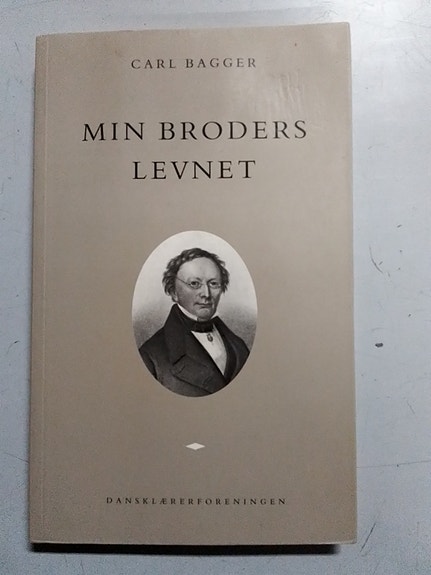 CARL BAGGER
MIN BRODERS
LEVNET
DANSKLÆRERFORENINGEN